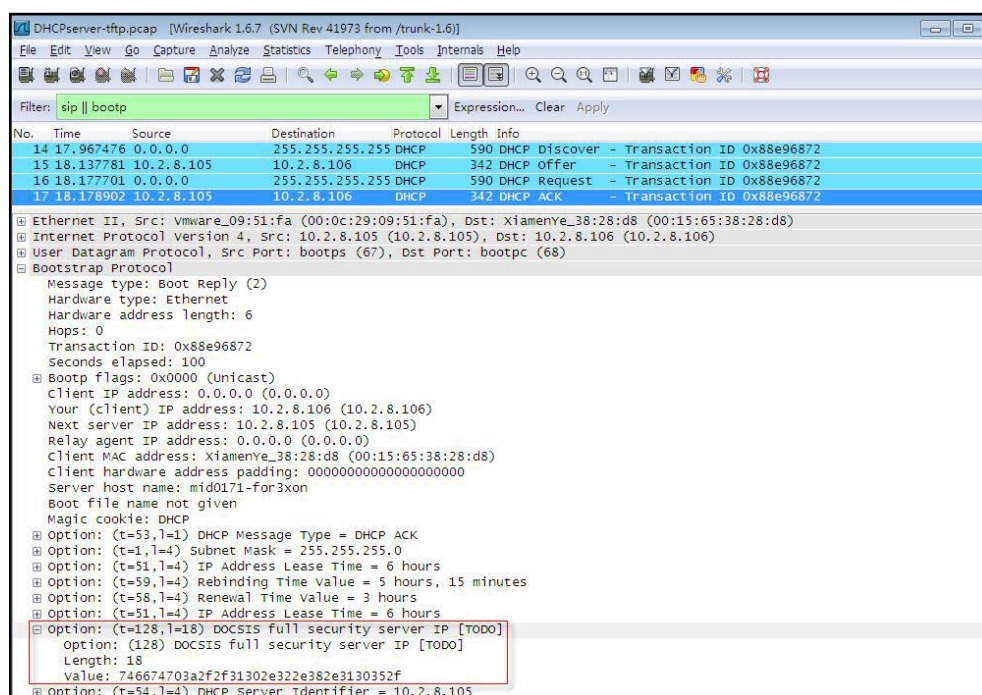 DHCPserver-tftp.pcap [Wireshark 1.6.7 (SVN Rev 41973 from /trunk-1.6)]
File Edit View Go Capture Analyze Statistics Telephony Tools Internals Help
Filter: sip || bootp Expression... Clear Apply
No. Time Source Destination Protocol Length Info
14 17.967476 0.0.0.0 255.255.255.255 DHCP 590 DHCP Discover - Transaction ID 0x88e96872
15 18.137781 10.2.8.105 10.2.8.106 DHCP 342 DHCP Offer - Transaction ID 0x88e96872
16 18.177701 0.0.0.0 255.255.255.255 DHCP 590 DHCP Request - Transaction ID 0x88e96872
17 18.178902 10.2.8.105 10.2.8.106 DHCP 342 DHCP ACK - Transaction ID 0x88e96872
Ethernet II, Src: Vmware_09:51:fa (00:0c:29:09:51:fa), Dst: XiamenYe_38:28:d8 (00:15:65:38:28:d8)
Internet Protocol Version 4, Src: 10.2.8.105 (10.2.8.105), Dst: 10.2.8.106 (10.2.8.106)
User Datagram Protocol, Src Port: bootps (67), Dst Port: bootpc (68)
Bootstrap Protocol
Message type: Boot Reply (2)
Hardware type: Ethernet
Hardware address length: 6
Hops: 0
Transaction ID: 0x88e96872
Seconds elapsed: 100
Bootp flags: 0x0000 (Unicast)
Client IP address: 0.0.0.0 (0.0.0.0)
Your (client) IP address: 10.2.8.106 (10.2.8.106)
Next server IP address: 10.2.8.105 (10.2.8.105)
Relay agent IP address: 0.0.0.0 (0.0.0.0)
Client MAC address: XiamenYe_38:28:d8 (00:15:65:38:28:d8)
Client hardware address padding: 00000000000000000000
Server host name: mid0171-for3xon
Boot file name not given
Magic cookie: DHCP
Option: (t=53,l=1) DHCP Message Type = DHCP ACK
Option: (t=1,l=4) Subnet Mask = 255.255.255.0
Option: (t=51,l=4) IP Address Lease Time = 6 hours
Option: (t=59,l=4) Rebinding Time Value = 5 hours, 15 minutes
Option: (t=58,l=4) Renewal Time Value = 3 hours
Option: (t=51,l=4) IP Address Lease Time = 6 hours
Option: (t=128,l=18) DOCSIS full security server IP [TODO]
Option: (128) DOCSIS full security server IP [TODO]
Length: 18
Value: 746674703a2f2f31302e322e382e3130352f
Option: (t=54,l=4) DHCP Server Identifier = 10.2.8.105